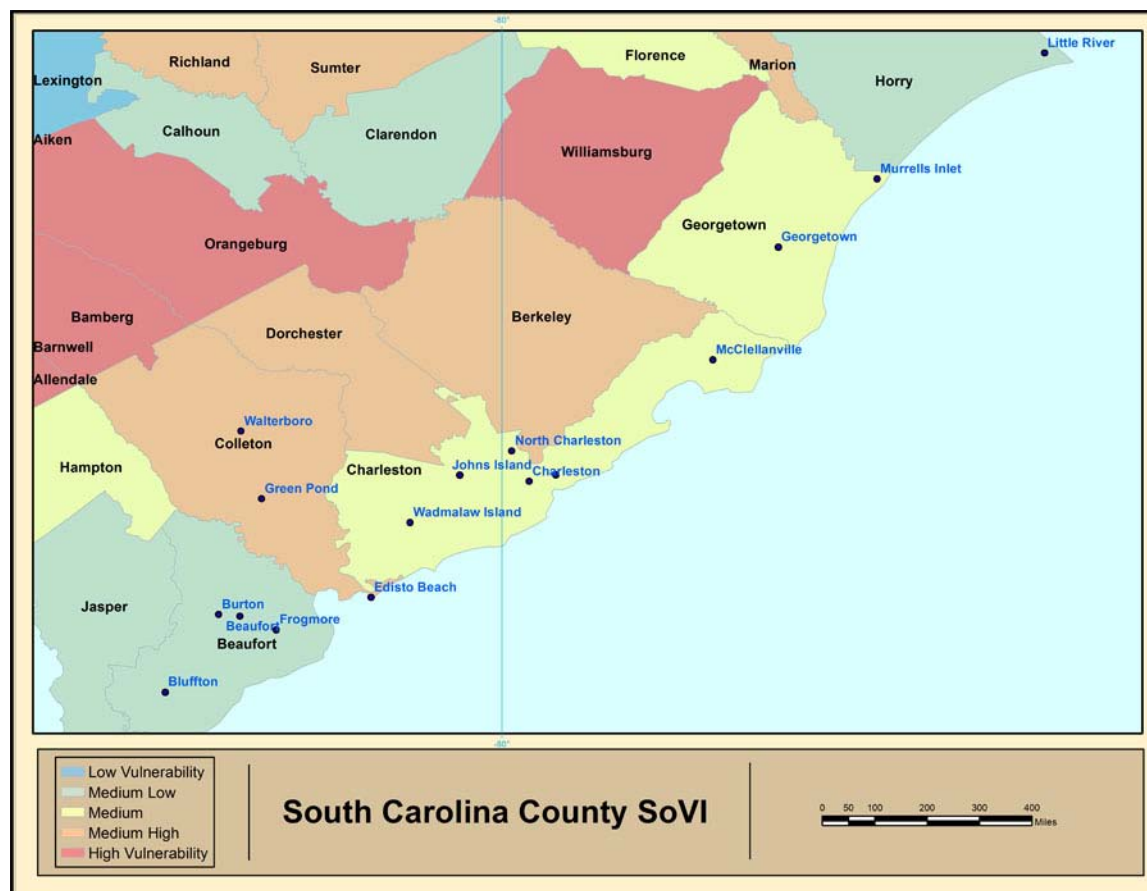 -80°
Little River
Richland
Sumter
Florence
Marion
Horry
Lexington
Calhoun
Clarendon
Aiken
Williamsburg
Murrells Inlet
Georgetown
Georgetown
Orangeburg
Bamberg
Berkeley
Dorchester
Barnwell
McClellanville
Allendale
Walterboro
Colleton
North Charleston
Hampton
Charleston
Johns Island
Charleston
Green Pond
Wadmalaw Island
Edisto Beach
Jasper
Burton
Beaufort
Frogmore
Beaufort
Bluffton
-80°
Low Vulnerability
Medium Low
Medium
Medium High
High Vulnerability
South Carolina County SoVI
0 50 100 200 300 400
Miles